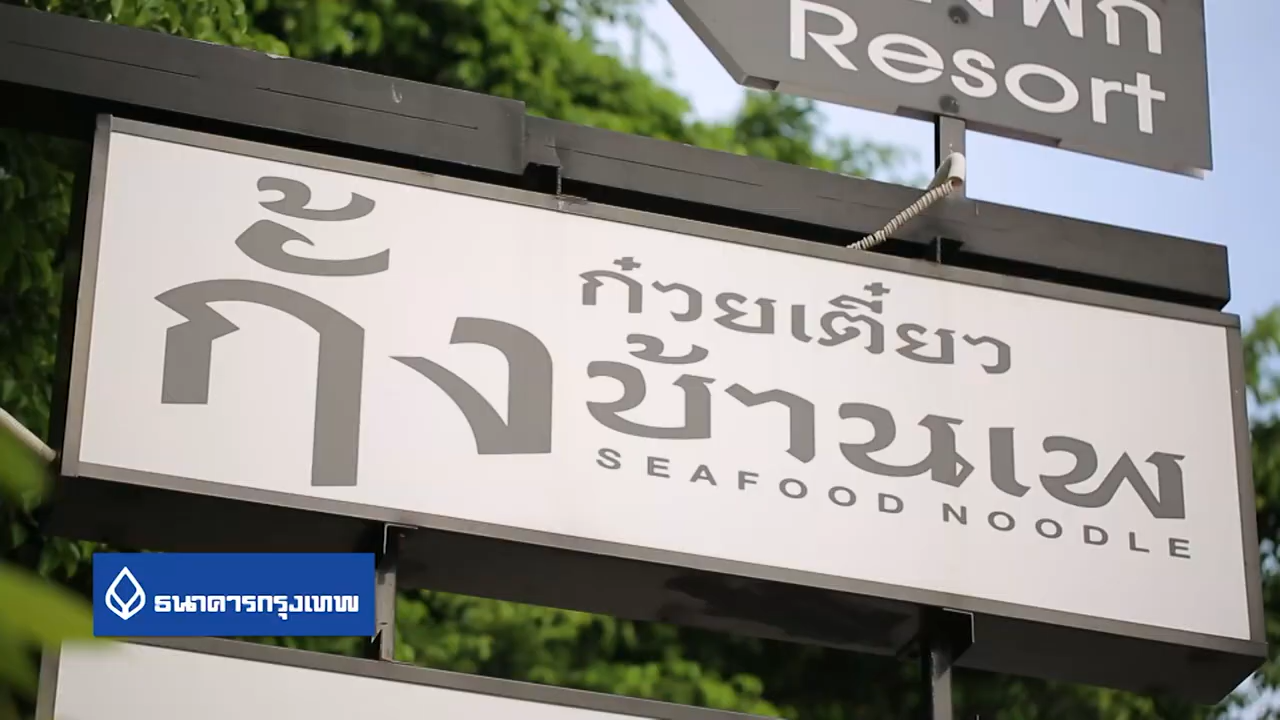 Resort
กั้ง
ก๋วยเตี๋ยว
บ้านเพ
SEAFOOD NOODLE
ธนาคารกรุงเทพ